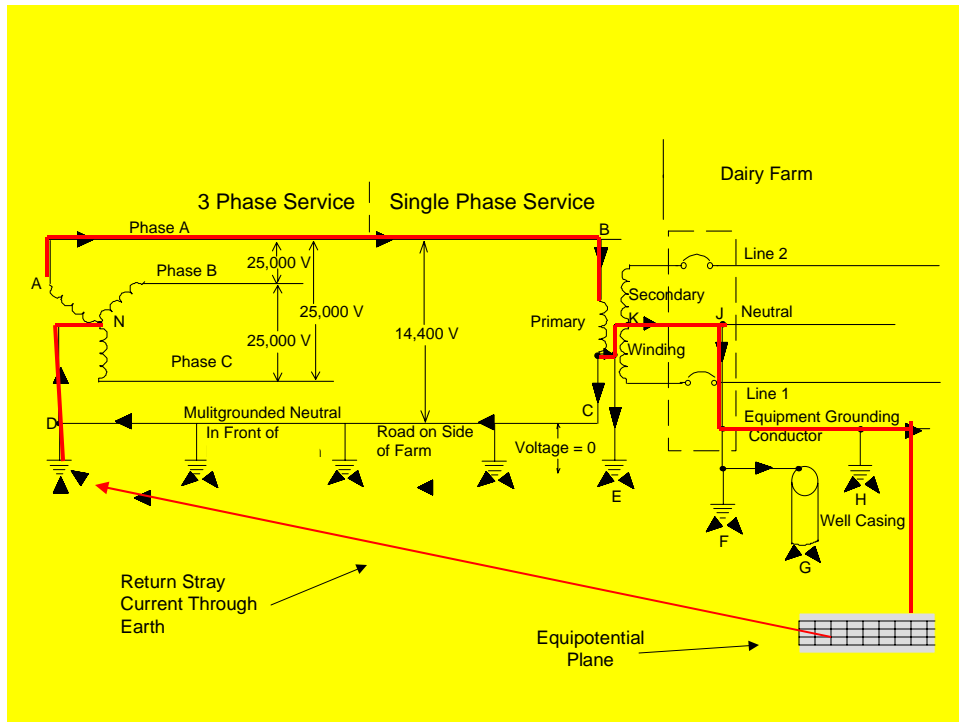 Dairy Farm
3 Phase Service
Single Phase Service
Phase A
B
Line 2
25,000 V
Phase B
A
Secondary
25,000 V
N
Primary
K
J
Neutral
14,400 V
25,000 V
Winding
Phase C
Line 1
C
Mulitgrounded Neutral
Equipment Grounding
D
In Front of
Road on Side
Conductor
of Farm
Voltage = 0
E
H
Well Casing
F
G
Return Stray
Current Through
Earth
Equipotential
Plane